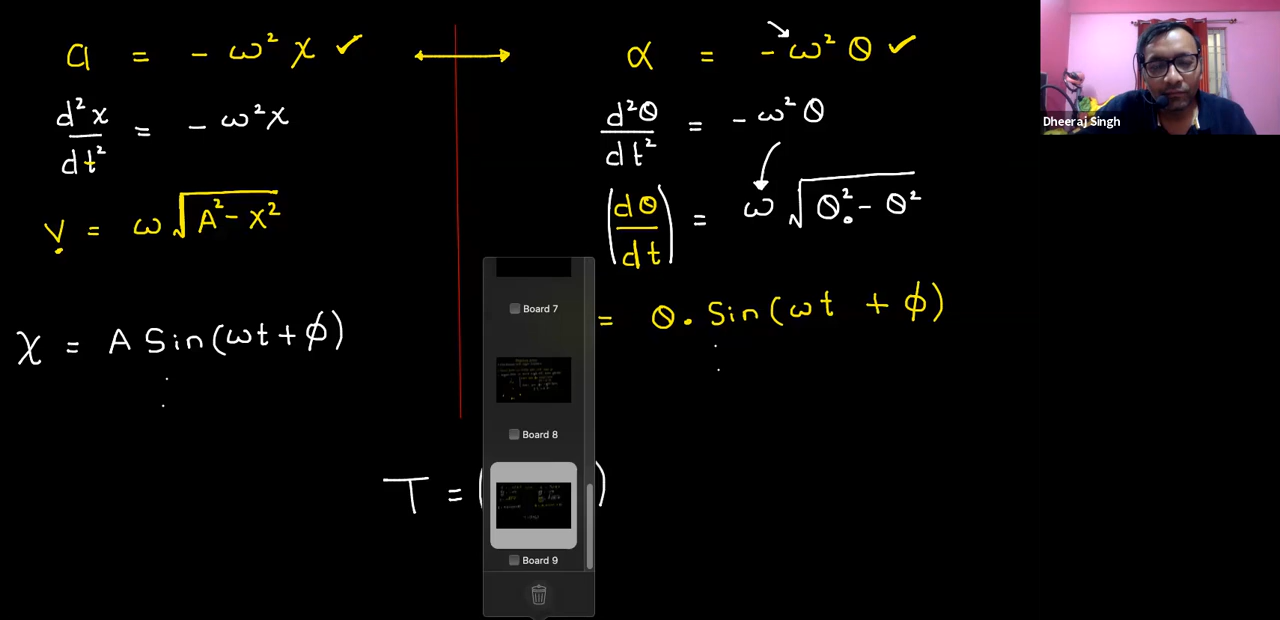 a = - ω² x ✓ ⟷ α = - ω² θ ✓
d²x/dt² = - ω² x
d²θ/dt² = - ω² θ
v = ω √(A² - x²)
(dθ/dt) = ω √(θ₀² - θ²)
x = A Sin(ωt + φ)
= θ₀ Sin(ωt + φ)
T = ( )
Board 7
Board 8
Board 9
Dheeraj Singh